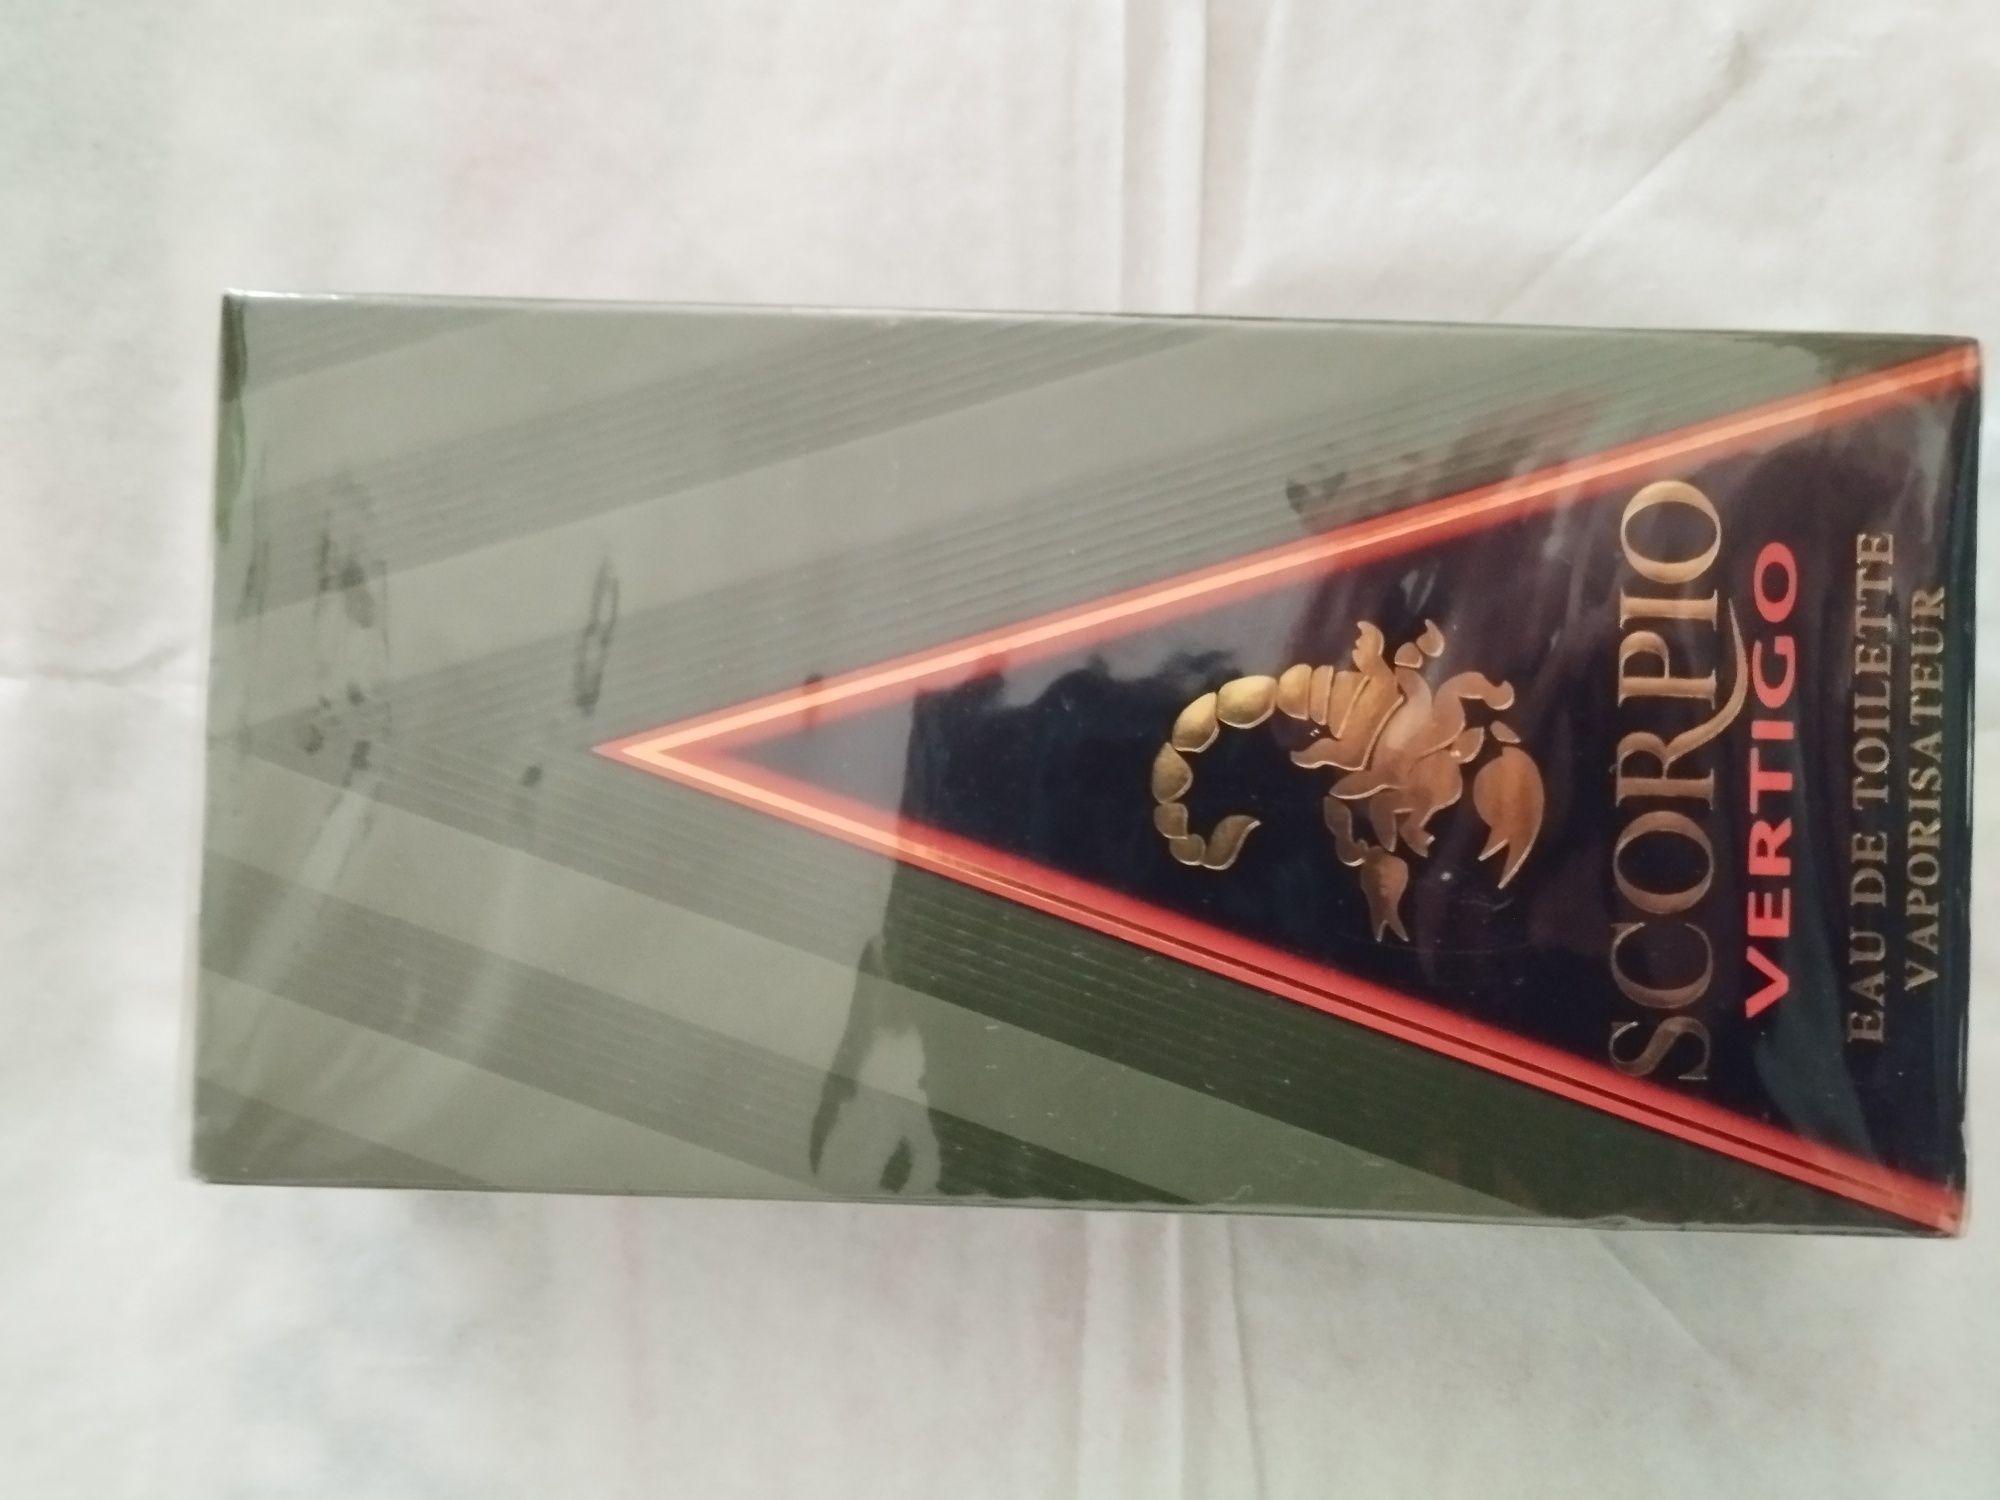 SCORPIO
VERTIGO
EAU DE TOILETTE
VAPORISATEUR